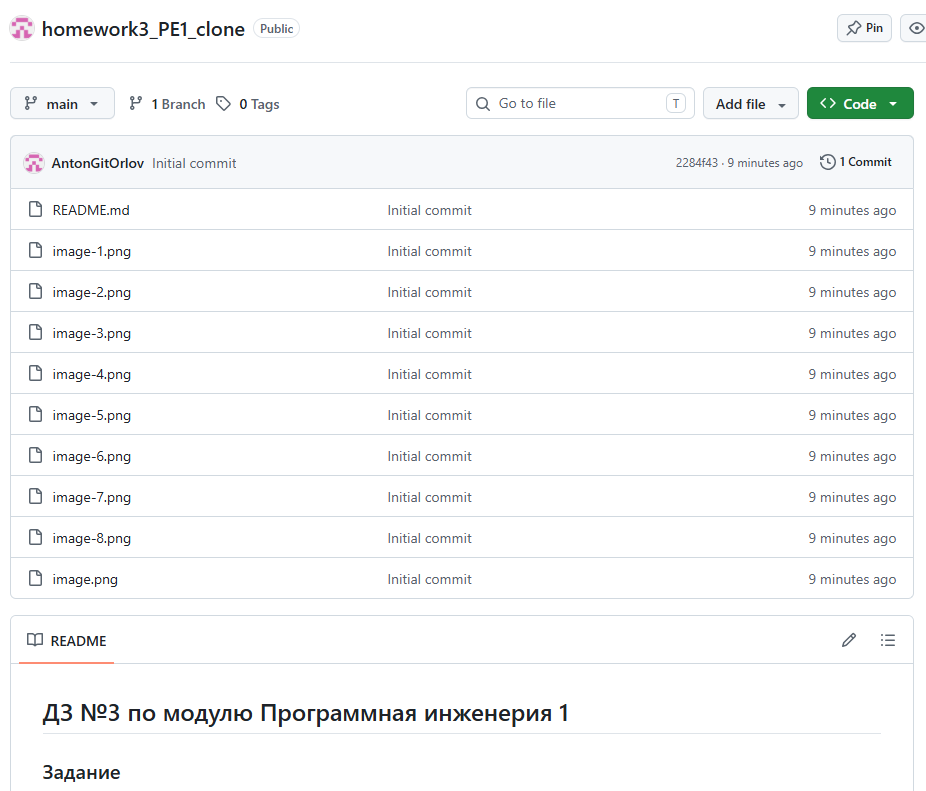 homework3_PE1_clone Public Pin
main 1 Branch 0 Tags Go to file T Add file Code
AntonGitOrlov Initial commit 2284f43 · 9 minutes ago 1 Commit
README.md Initial commit 9 minutes ago
image-1.png Initial commit 9 minutes ago
image-2.png Initial commit 9 minutes ago
image-3.png Initial commit 9 minutes ago
image-4.png Initial commit 9 minutes ago
image-5.png Initial commit 9 minutes ago
image-6.png Initial commit 9 minutes ago
image-7.png Initial commit 9 minutes ago
image-8.png Initial commit 9 minutes ago
image.png Initial commit 9 minutes ago
README
ДЗ №3 по модулю Программная инженерия 1
Задание